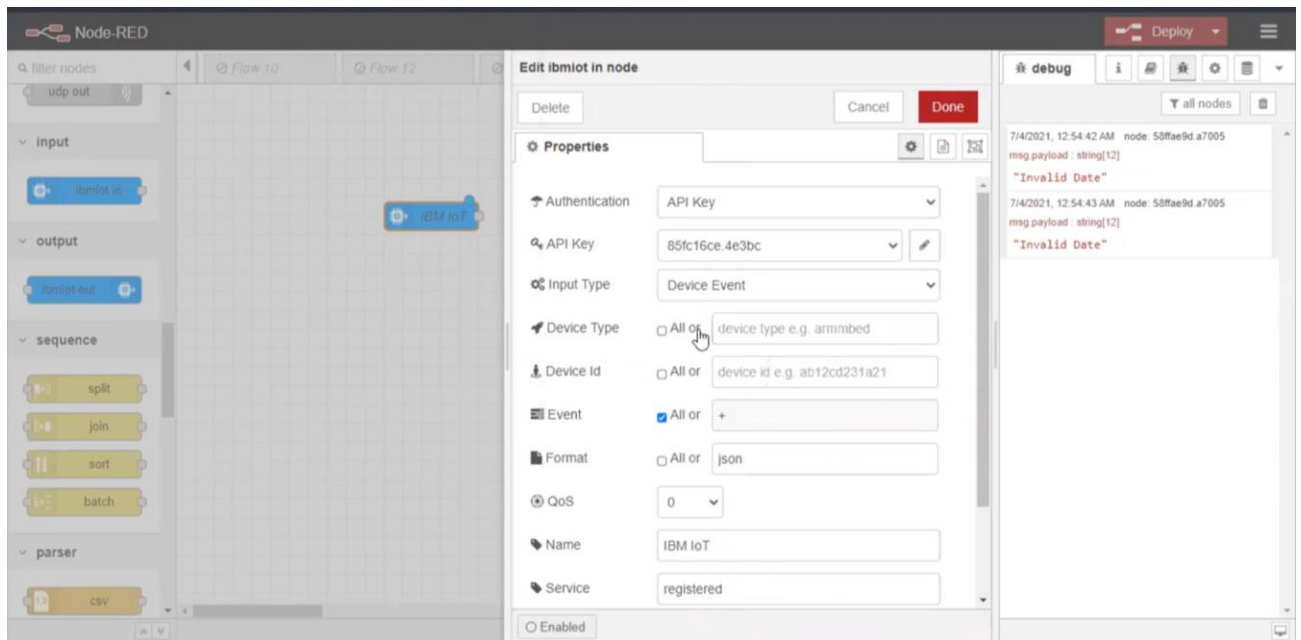 Node-RED
Deploy
filter nodes
Flow 10
Flow 12
udp out
input
ibmiot in
output
ibmiot out
sequence
split
join
sort
batch
parser
csv
IBM IoT
Edit ibmiot in node
Delete
Cancel
Done
Properties
Authentication
API Key
API Key
85fc16ce.4e3bc
Input Type
Device Event
Device Type
All or
device type e.g. armmbed
Device Id
All or
device id e.g. ab12cd231a21
Event
All or
+
Format
All or
json
QoS
0
Name
IBM IoT
Service
registered
Enabled
debug
i
all nodes
7/4/2021, 12:54:42 AM node: 58ffae9d.a7005
msg.payload : string[12]
"Invalid Date"
7/4/2021, 12:54:43 AM node: 58ffae9d.a7005
msg.payload : string[12]
"Invalid Date"